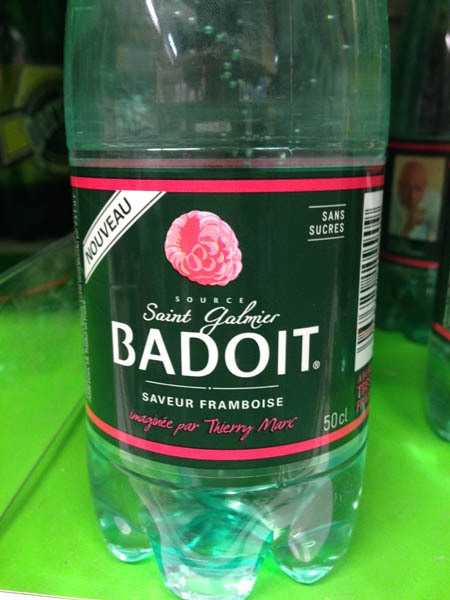 NOUVEAU
SANS
SUCRES
SOURCE
Saint Galmier
BADOIT®
SAVEUR FRAMBOISE
imaginée par Thierry Marx
50cl